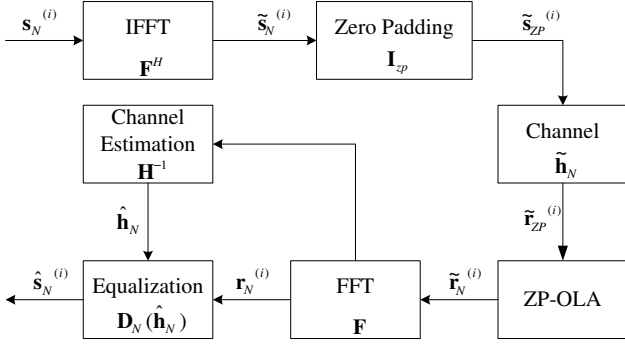 s_N^(i)
IFFT
F^H
s̃_N^(i)
Zero Padding
I_zp
s̃_ZP^(i)
Channel
h̃_N
r̃_ZP^(i)
ZP-OLA
r̃_N^(i)
FFT
F
r_N^(i)
Channel
Estimation
H^−1
ĥ_N
Equalization
D_N(ĥ_N)
ŝ_N^(i)